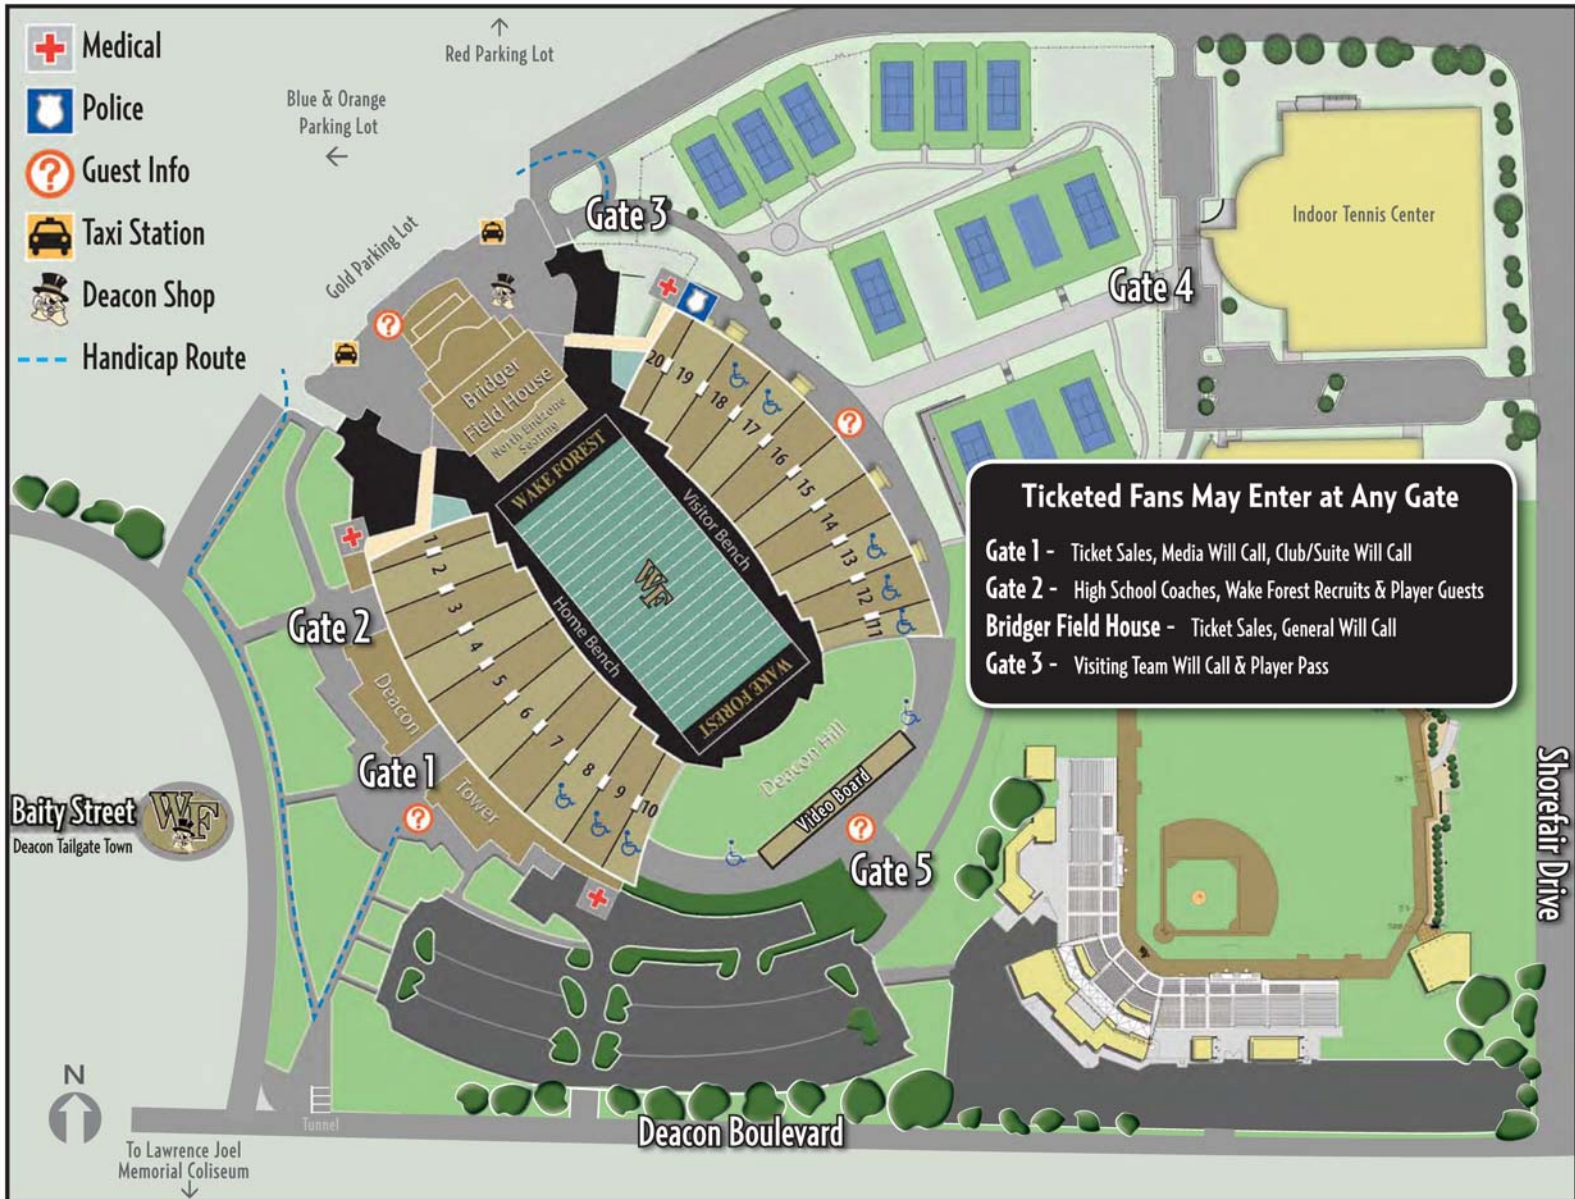 Medical
Police
Guest Info
Taxi Station
Deacon Shop
Handicap Route
Red Parking Lot
Blue & Orange
Parking Lot
Gold Parking Lot
Gate 3
Gate 4
Indoor Tennis Center
Bridger
Field House
North Endzone
Seating
WAKE FOREST
20
19
18
17
16
15
14
13
12
11
Visitor Bench
WF
Home Bench
WAKE FOREST
1
2
3
4
5
6
7
8
9
10
Gate 2
Deacon
Gate 1
Tower
Deacon Hill
Video Board
Gate 5
Ticketed Fans May Enter at Any Gate
Gate 1 - Ticket Sales, Media Will Call, Club/Suite Will Call
Gate 2 - High School Coaches, Wake Forest Recruits & Player Guests
Bridger Field House - Ticket Sales, General Will Call
Gate 3 - Visiting Team Will Call & Player Pass
Baity Street
Deacon Tailgate Town
WF
Shorefair Drive
N
Tunnel
Deacon Boulevard
To Lawrence Joel
Memorial Coliseum